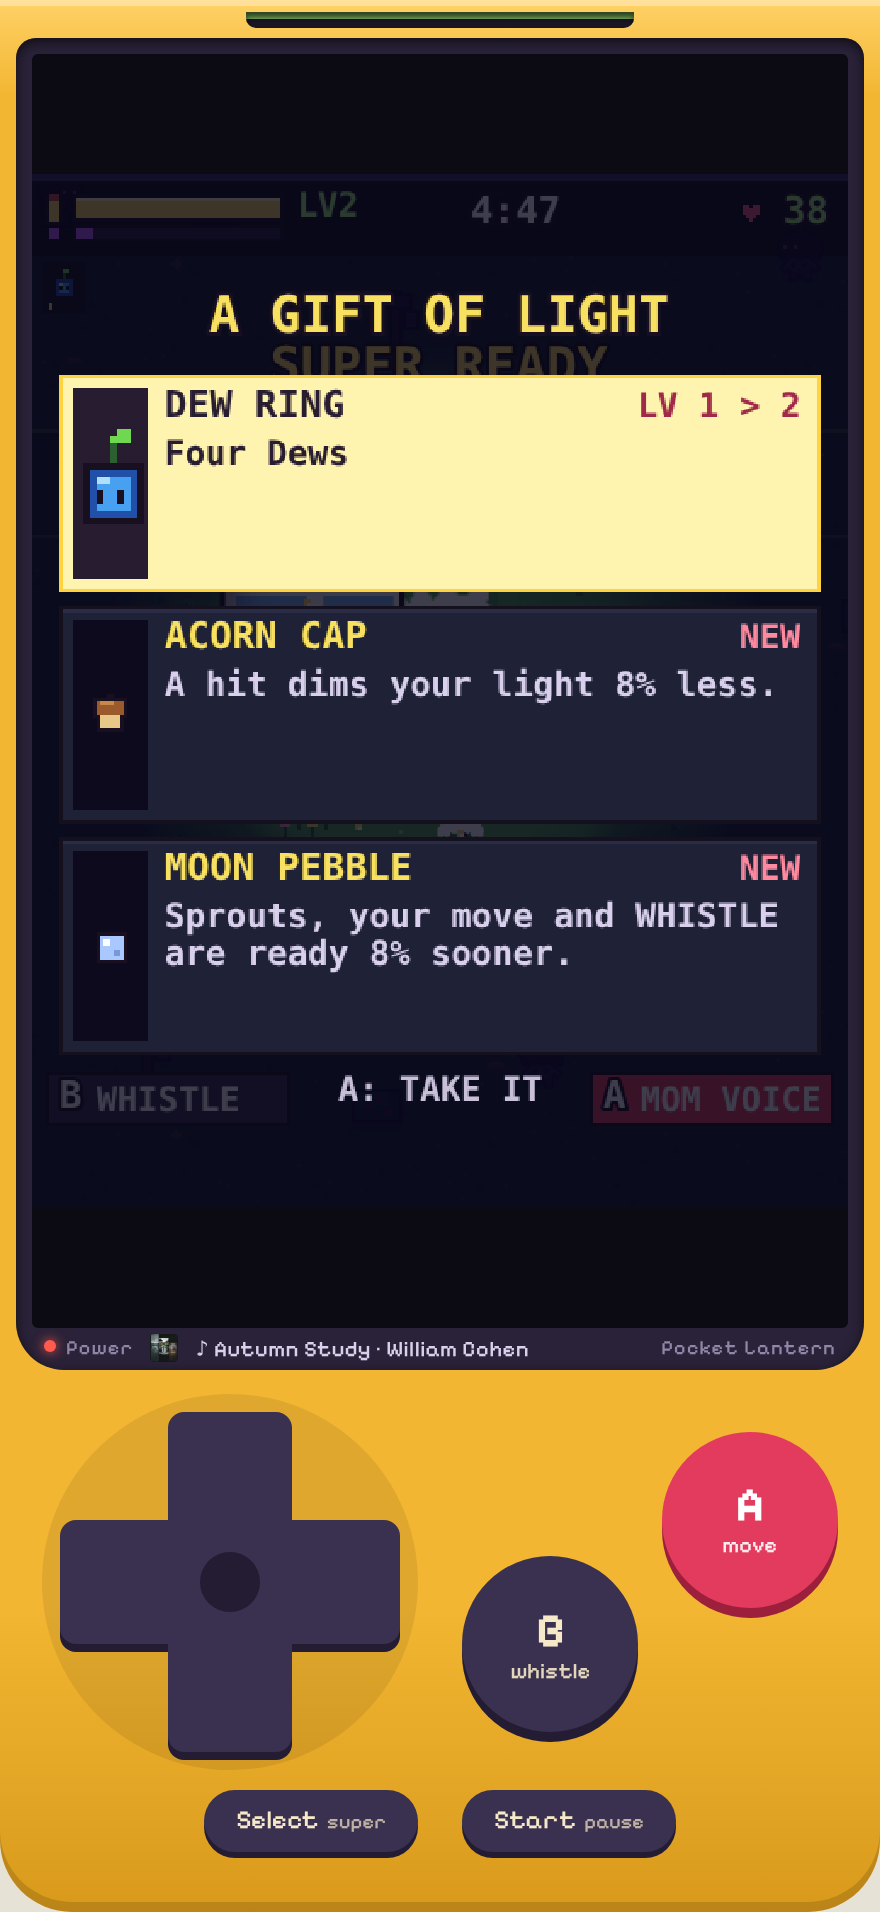 LV2
4:47
38
A GIFT OF LIGHT
SUPER READY
DEW RING
LV 1 > 2
Four Dews
ACORN CAP
NEW
A hit dims your light 8% less.
MOON PEBBLE
NEW
Sprouts, your move and WHISTLE
are ready 8% sooner.
B WHISTLE
A: TAKE IT
A MOM VOICE
Power
♪ Autumn Study · William Cohen
Pocket Lantern
A
move
B
whistle
Select super
Start pause